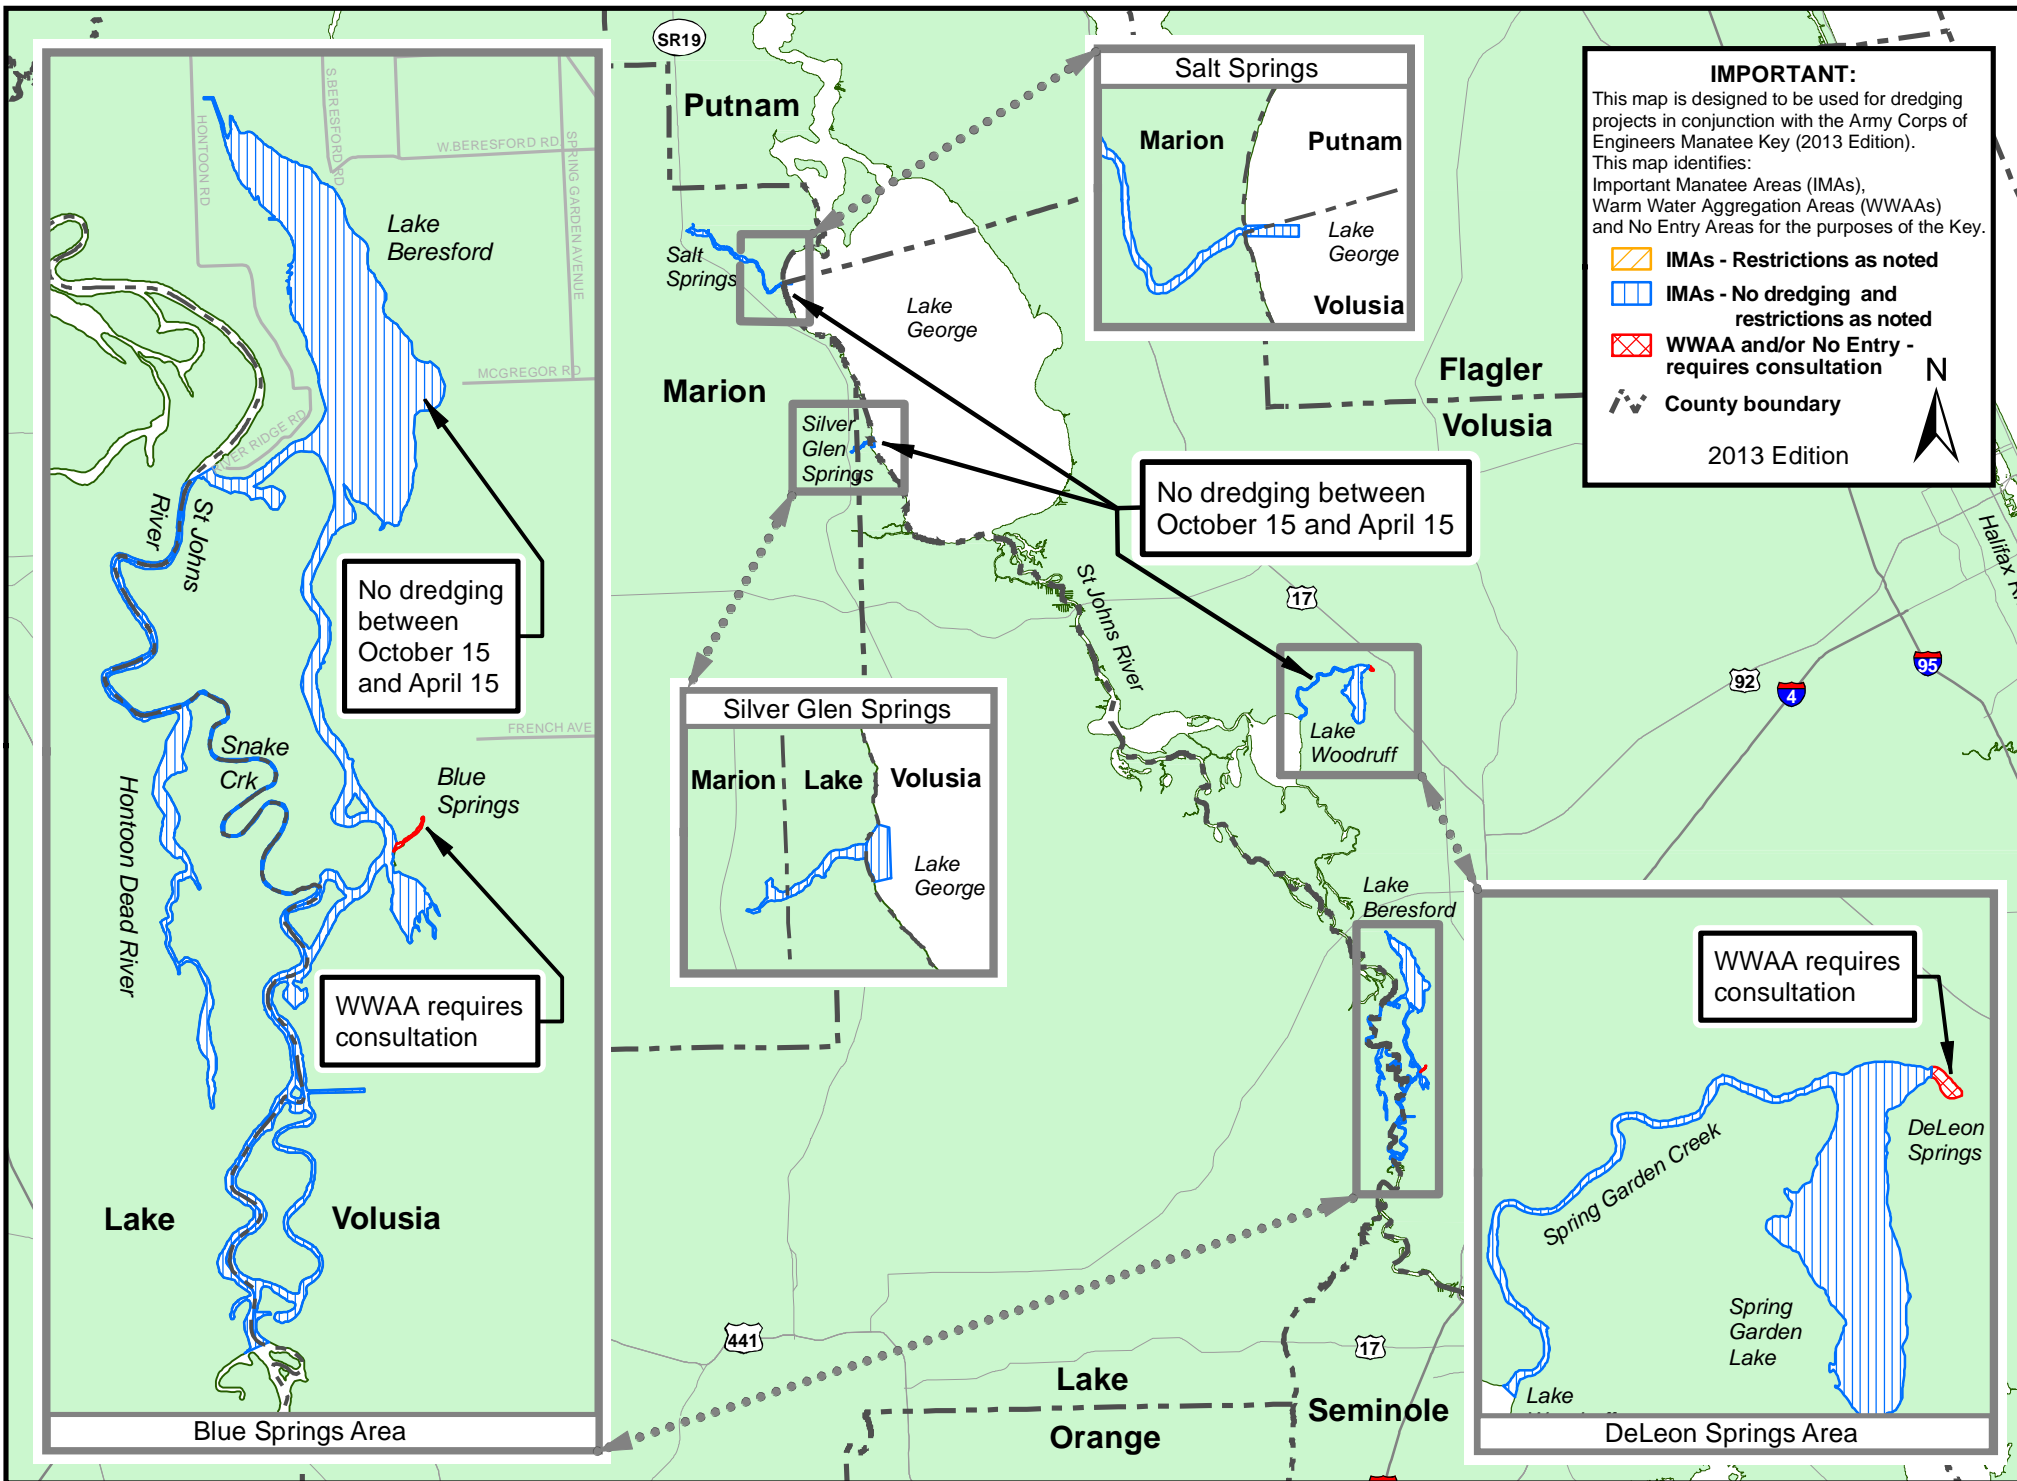 SR19
Putnam
Salt
Springs
Lake
George
Marion
Silver
Glen
Springs
St Johns River
Lake
Woodruff
Lake
Beresford
Flagler
Volusia
17
92
4
95
Halifax
441
17
Lake
Orange
Seminole
No dredging between
October 15 and April 15
IMPORTANT:
This map is designed to be used for dredging
projects in conjunction with the Army Corps of
Engineers Manatee Key (2013 Edition).
This map identifies:
Important Manatee Areas (IMAs),
Warm Water Aggregation Areas (WWAAs)
and No Entry Areas for the purposes of the Key.
IMAs - Restrictions as noted
IMAs - No dredging and
restrictions as noted
WWAA and/or No Entry -
requires consultation
County boundary
N
2013 Edition
Salt Springs
Marion
Putnam
Lake
George
Volusia
Silver Glen Springs
Marion
Lake
Volusia
Lake
George
HONTOON RD
S.BERESFORD RD
W.BERESFORD RD
SPRING GARDEN AVENUE
Lake
Beresford
MCGREGOR RD
RIVER RIDGE RD
St Johns
River
No dredging
between
October 15
and April 15
FRENCH AVE
Snake
Crk
Blue
Springs
Hontoon Dead River
WWAA requires
consultation
Lake
Volusia
Blue Springs Area
WWAA requires
consultation
DeLeon
Springs
Spring Garden Creek
Spring
Garden
Lake
Lake
DeLeon Springs Area